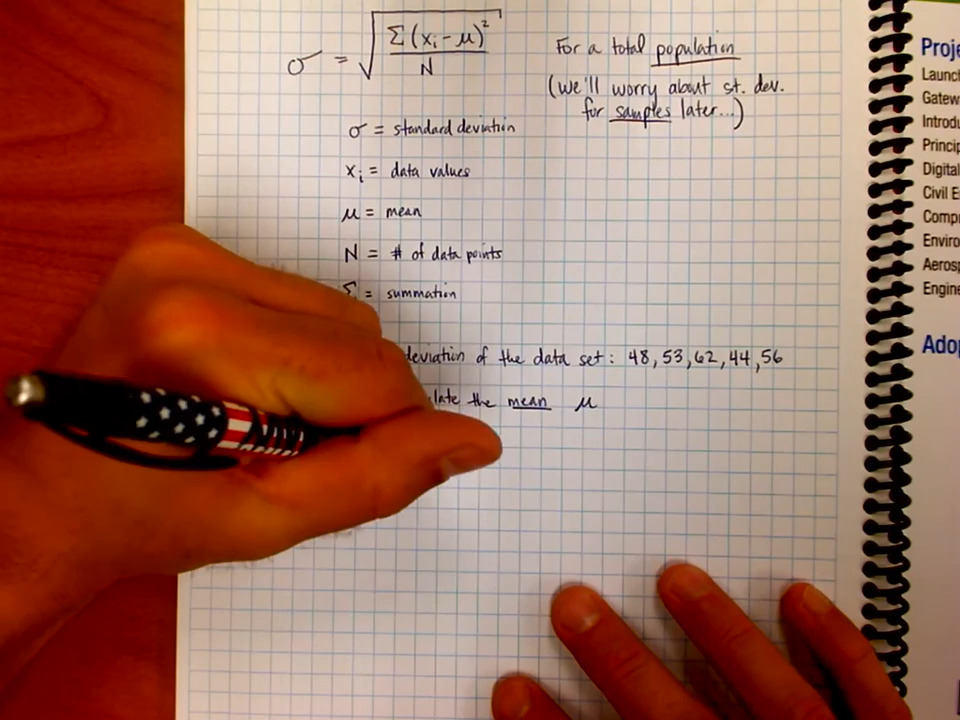 σ = √ Σ(xᵢ - μ)² / N
For a total population
(we'll worry about st. dev.
for samples later...)
σ = standard deviation
xᵢ = data values
μ = mean
N = # of data points
Σ = summation
deviation of the data set: 48, 53, 62, 44, 56
late the mean μ
Proje
Launc
Gatew
Introdu
Princip
Digital
Civil E
Compu
Enviro
Aerosp
Engine
Adop